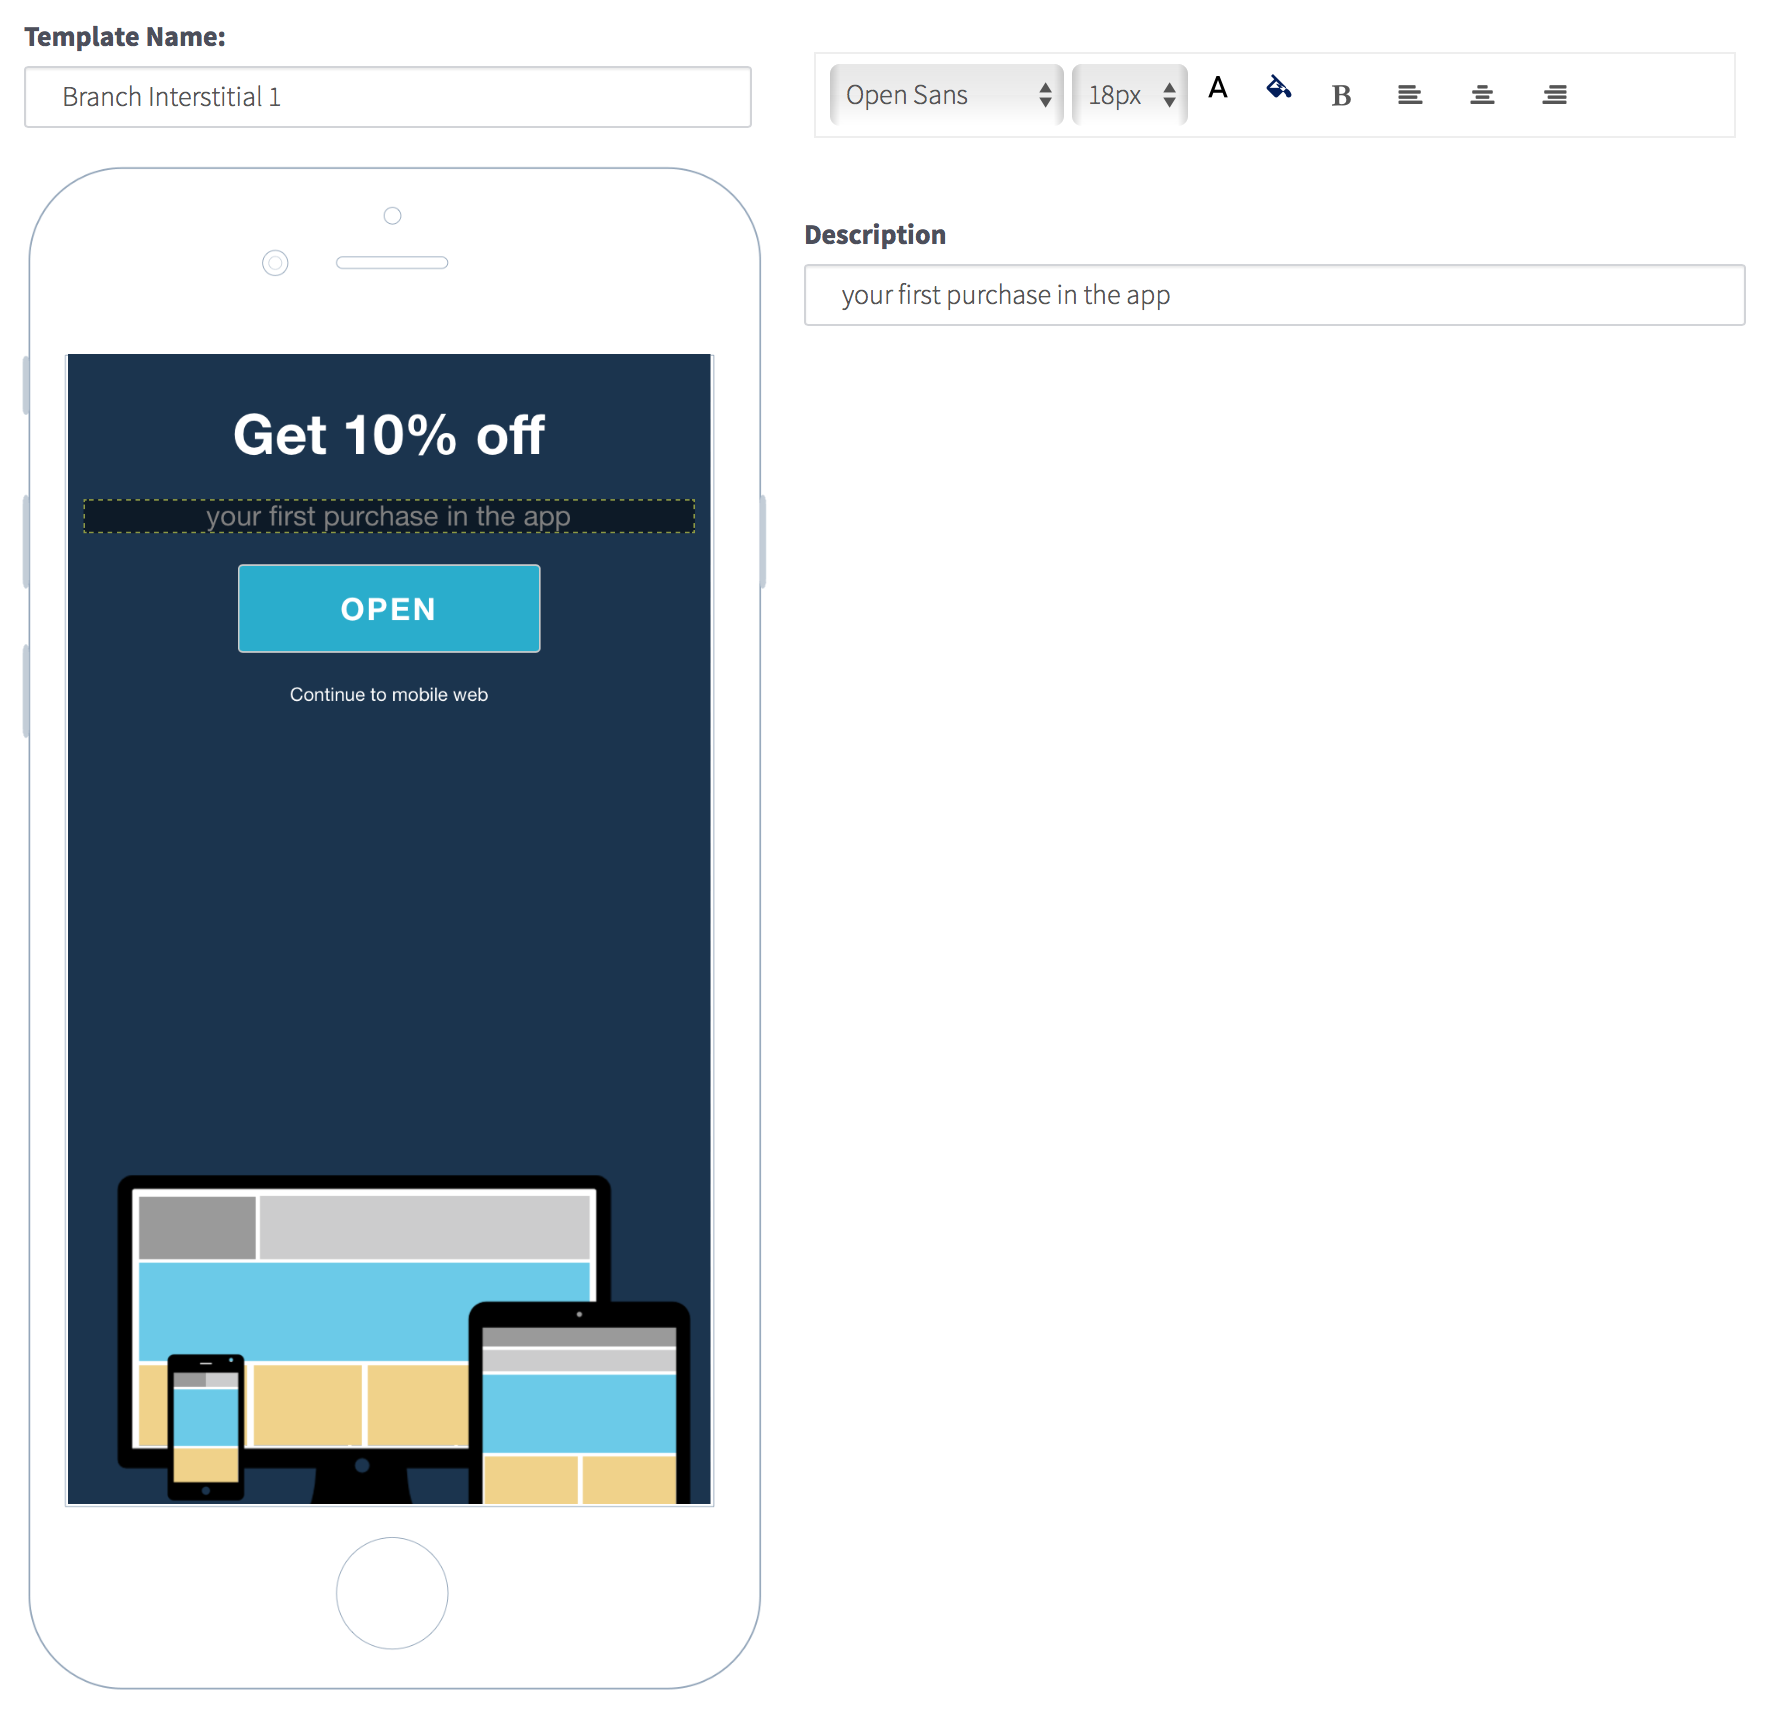 Template Name:
Branch Interstitial 1
Open Sans
18px
A
B
Description
your first purchase in the app
Get 10% off
your first purchase in the app
OPEN
Continue to mobile web